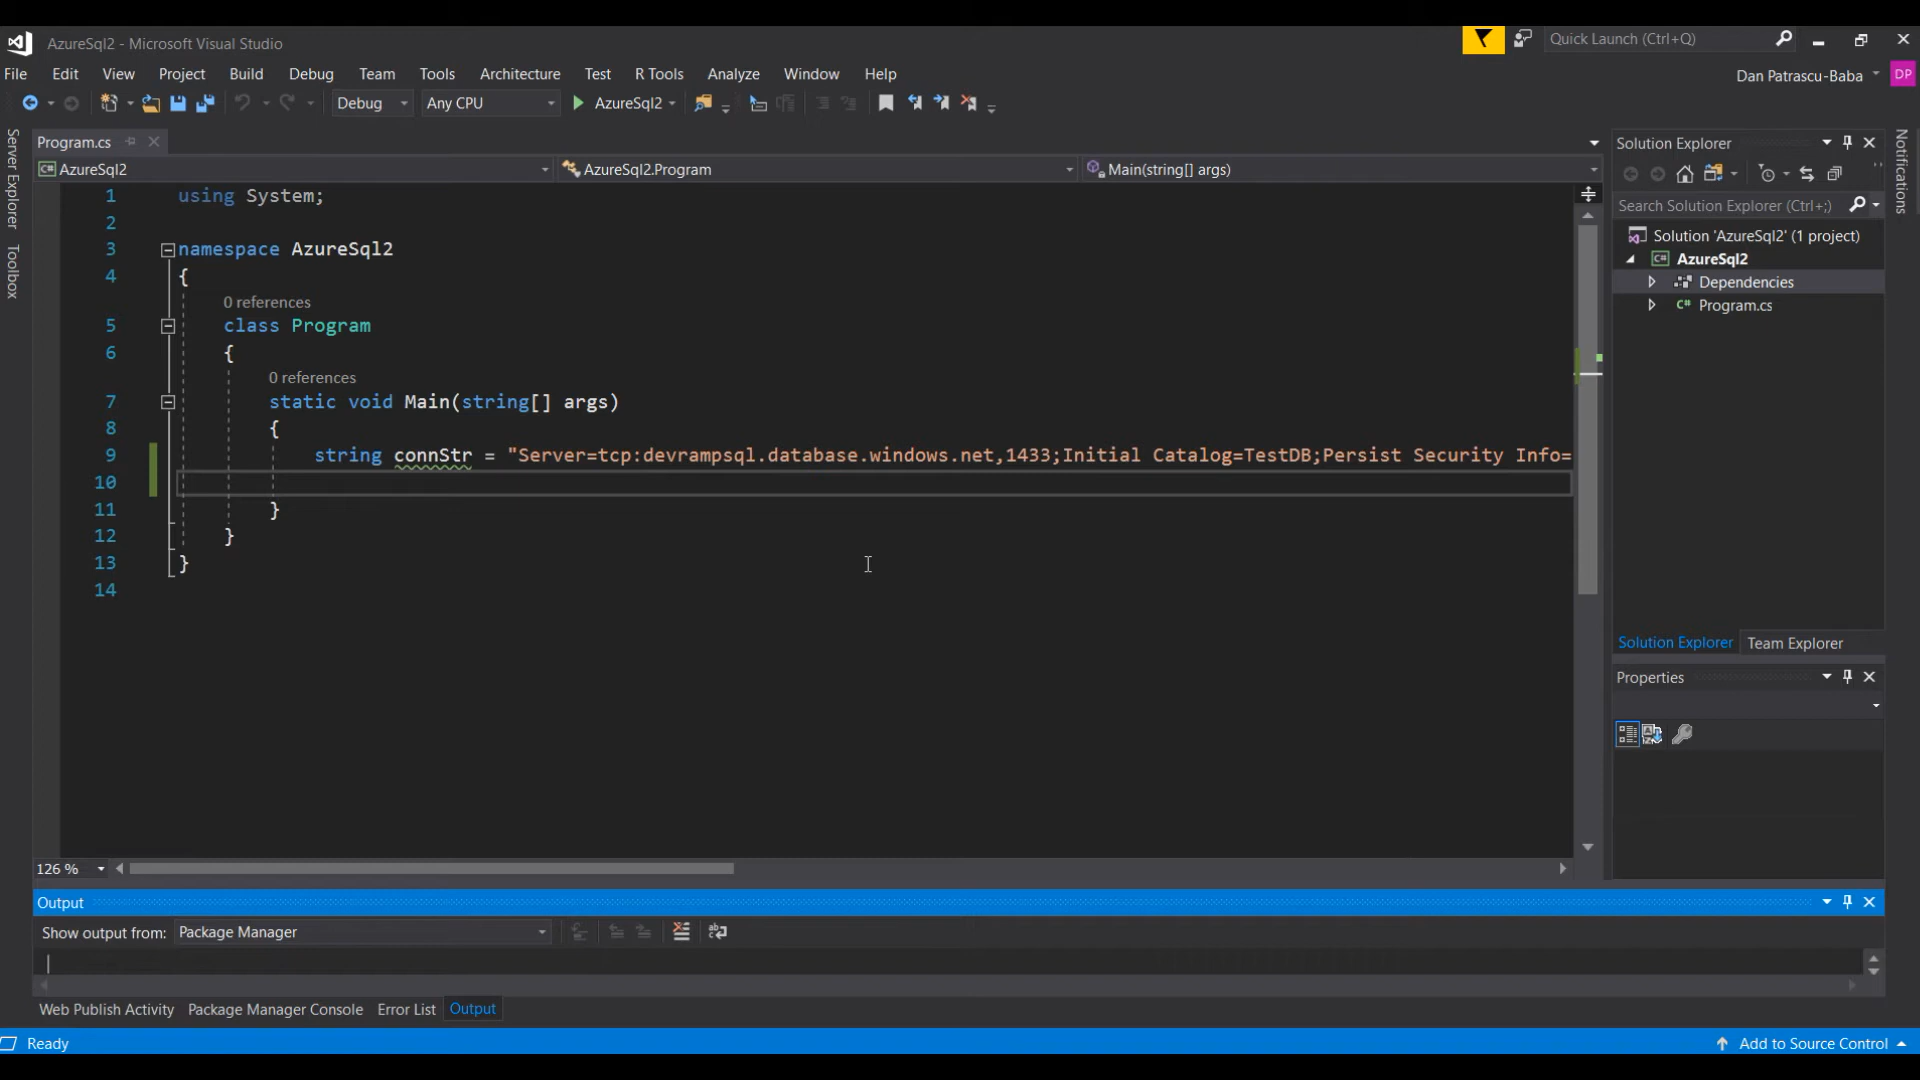 AzureSql2 - Microsoft Visual Studio
Quick Launch (Ctrl+Q)
File Edit View Project Build Debug Team Tools Architecture Test R Tools Analyze Window Help
Dan Patrascu-Baba
DP
Debug Any CPU AzureSql2
Server Explorer
Toolbox
Program.cs
AzureSql2 AzureSql2.Program Main(string[] args)
1 using System;
2
3 namespace AzureSql2
4 {
0 references
5 class Program
6 {
0 references
7 static void Main(string[] args)
8 {
9 string connStr = "Server=tcp:devrampsql.database.windows.net,1433;Initial Catalog=TestDB;Persist Security Info=
10
11 }
12 }
13 }
14
126 %
Solution Explorer
Search Solution Explorer (Ctrl+;)
Solution 'AzureSql2' (1 project)
AzureSql2
Dependencies
Program.cs
Solution Explorer Team Explorer
Properties
Notifications
Output
Show output from: Package Manager
Web Publish Activity Package Manager Console Error List Output
Ready
Add to Source Control